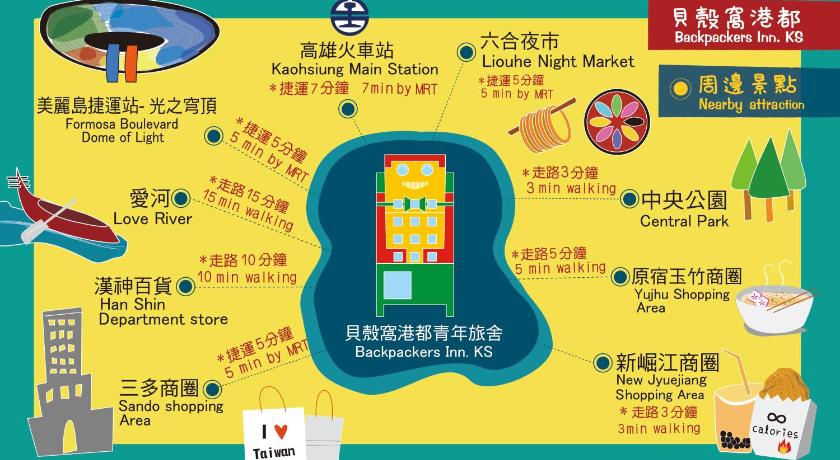 貝殼窩港都
Backpackers Inn. KS
周邊景點
Nearby attraction
高雄火車站
Kaohsiung Main Station
*捷運7分鐘 7min by MRT
六合夜市
Liouhe Night Market
*捷運5分鐘
5 min by MRT
美麗島捷運站-光之穹頂
Formosa Boulevard
Dome of Light
*捷運5分鐘
5 min by MRT
愛河
Love River
*走路15分鐘
15 min walking
漢神百貨
Han Shin
Department store
*走路10分鐘
10 min walking
三多商圈
Sando shopping
Area
*捷運5分鐘
5 min by MRT
I ♥
Taiwan
貝殼窩港都青年旅舍
Backpackers Inn. KS
*走路3分鐘
3 min walking
中央公園
Central Park
*走路5分鐘
5 min walking
原宿玉竹商圈
Yujhu Shopping
Area
新崛江商圈
New Jyuejiang
Shopping Area
*走路3分鐘
3min walking
∞
calories